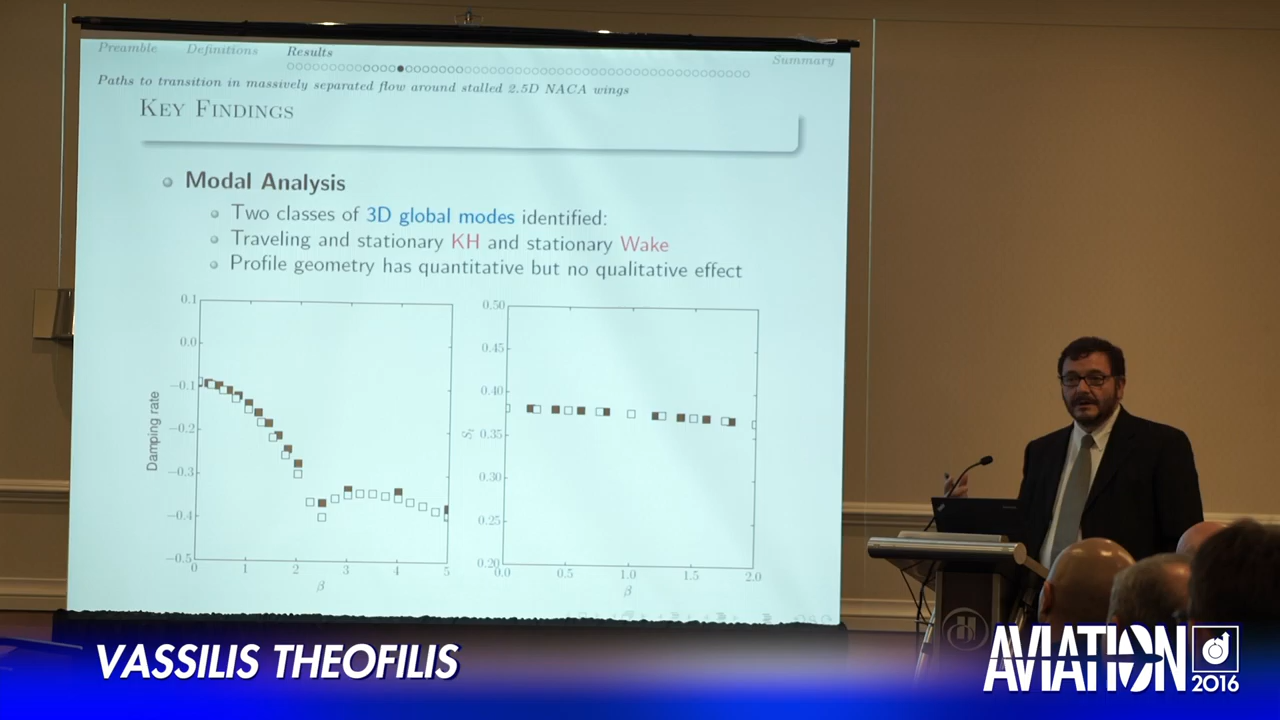 Preamble Definitions Results Summary
Paths to transition in massively separated flow around stalled 2.5D NACA wings
KEY FINDINGS
Modal Analysis
Two classes of 3D global modes identified:
Traveling and stationary KH and stationary Wake
Profile geometry has quantitative but no qualitative effect
0.1
0.0
−0.1
−0.2
−0.3
−0.4
−0.5
Damping rate
0 1 2 3 4 5
β
0.50
0.45
0.40
0.35
0.30
0.25
0.20
0.0 0.5 1.0 1.5 2.0
β
VASSILIS THEOFILIS
AVIATION
2016